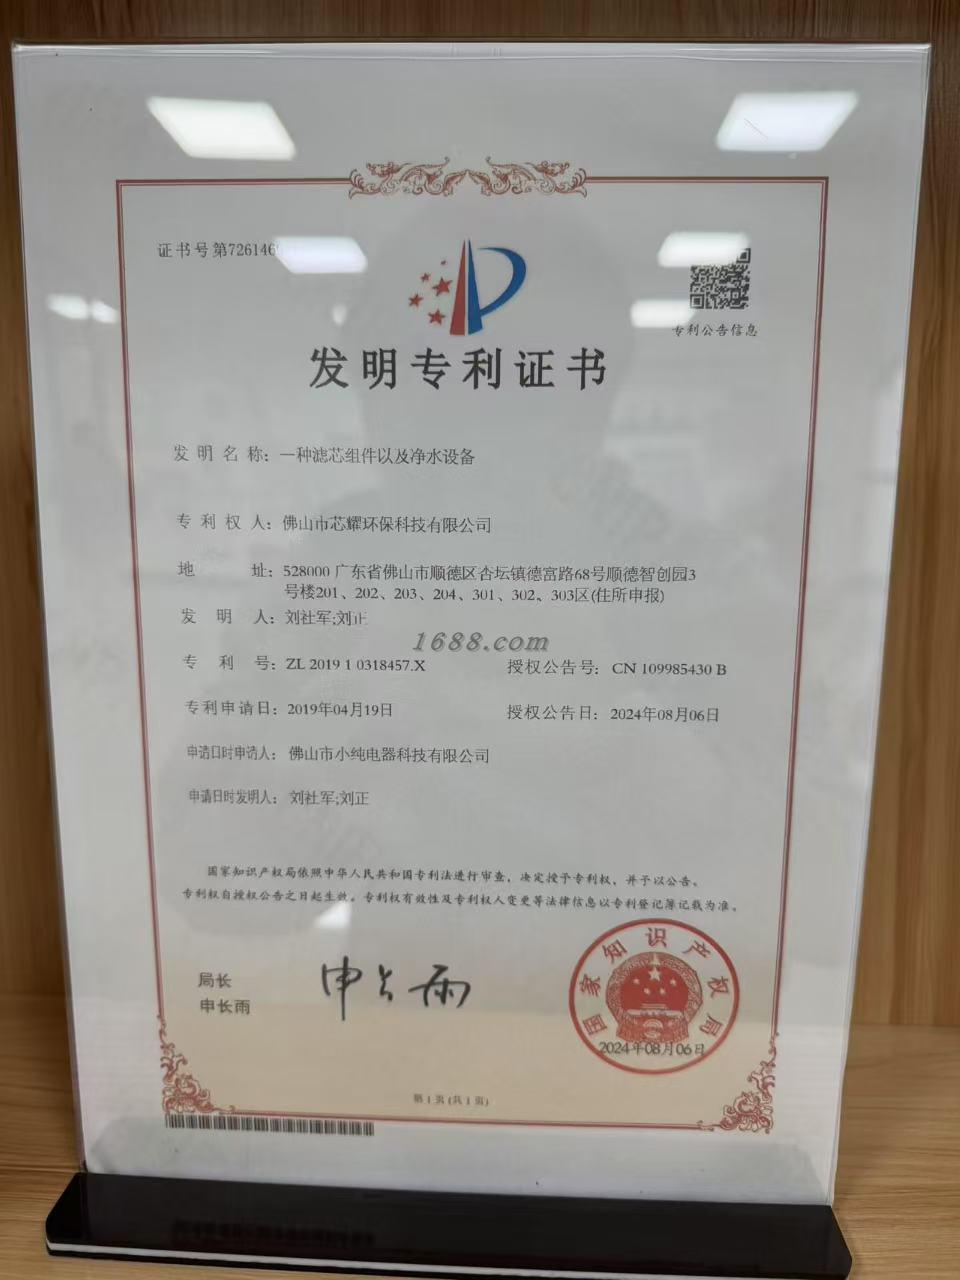 证书号第726146
专利公告信息
发明专利证书
发明名称：一种滤芯组件以及净水设备
专利权人：佛山市芯耀环保科技有限公司
地址：528000 广东省佛山市顺德区杏坛镇德富路68号顺德智创园3
号楼201、202、203、204、301、302、303区(住所申报)
发明人：刘社军;刘正
1688.com
专利号：ZL 2019 1 0318457.X 授权公告号：CN 109985430 B
专利申请日：2019年04月19日 授权公告日：2024年08月06日
申请日时申请人：佛山市小纯电器科技有限公司
申请日时发明人：刘社军;刘正
国家知识产权局依照中华人民共和国专利法进行审查，决定授予专利权，并予以公告。
专利权自授权公告之日起生效。专利权有效性及专利权人变更等法律信息以专利登记簿记载为准。
局长
申长雨
申长雨
国家知识产权局
2024年08月06日
第1页(共1页)